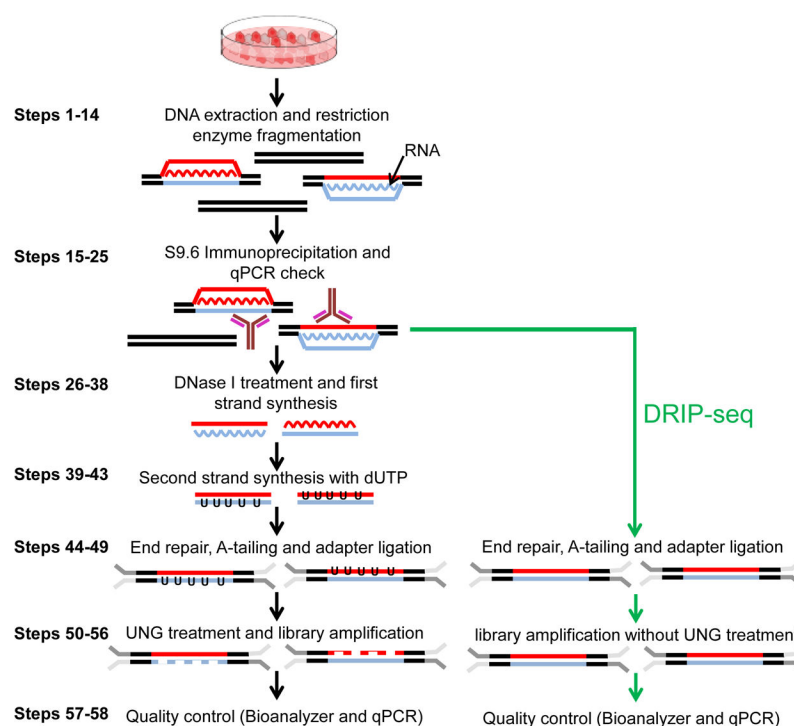 Steps 1-14
DNA extraction and restriction
enzyme fragmentation
RNA
Steps 15-25
S9.6 Immunoprecipitation and
qPCR check
Steps 26-38
DNase I treatment and first
strand synthesis
DRIP-seq
Steps 39-43
Second strand synthesis with dUTP
U U U U U
U U U U U
Steps 44-49
End repair, A-tailing and adapter ligation
End repair, A-tailing and adapter ligation
U U U U U
U U U U U
Steps 50-56
UNG treatment and library amplification
library amplification without UNG treatmen
Steps 57-58
Quality control (Bioanalyzer and qPCR)
Quality control (Bioanalyzer and qPCR)